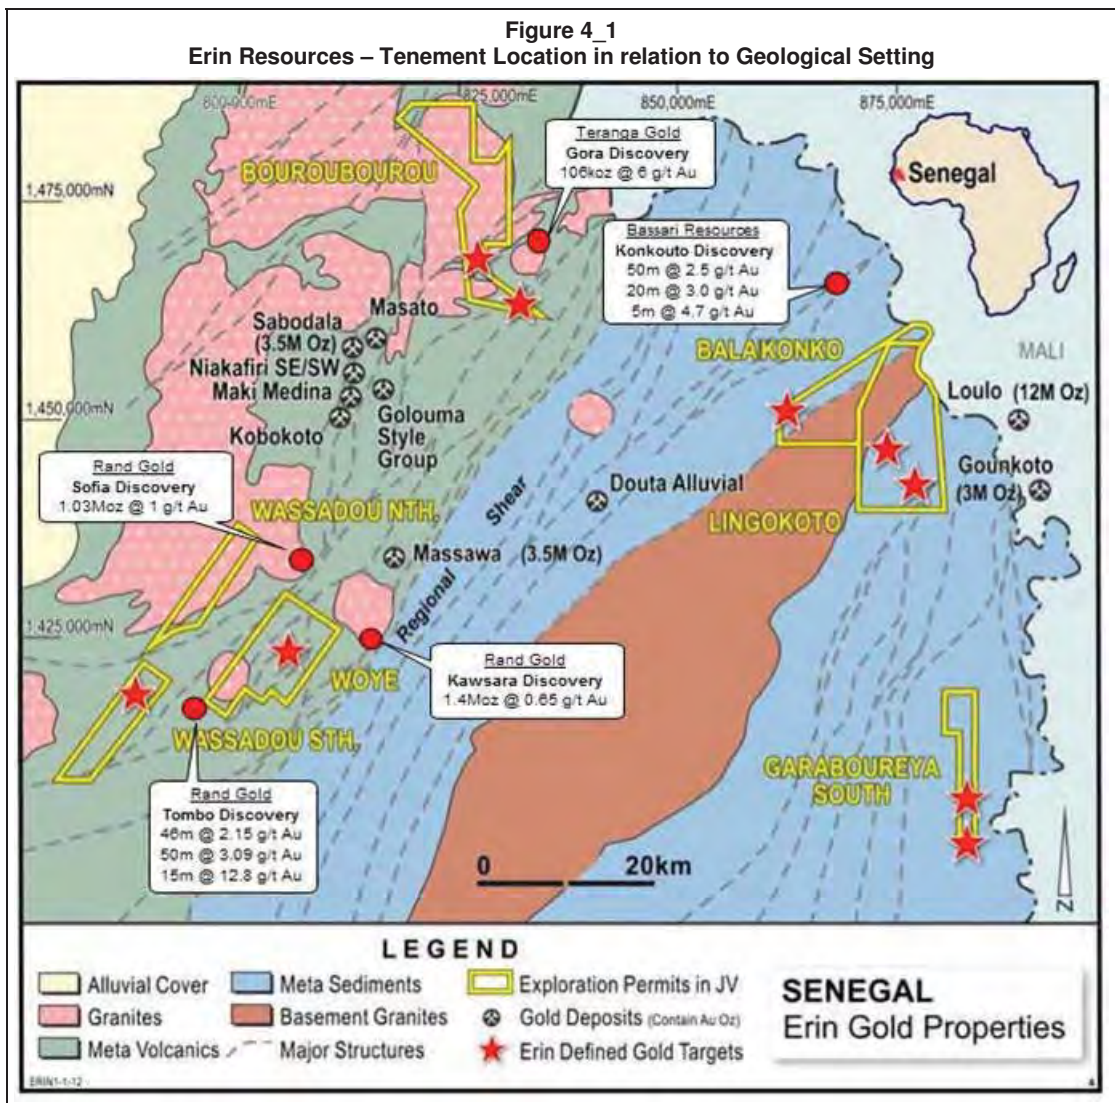 Figure 4_1
Erin Resources – Tenement Location in relation to Geological Setting
800,000mE
825,000mE
850,000mE
875,000mE
1,475,000mN
1,450,000mN
1,425,000mN
BOUROUBOUROU
Teranga Gold
Gora Discovery
106koz @ 6 g/t Au
Senegal
Bassari Resources
Konkouto Discovery
50m @ 2.5 g/t Au
20m @ 3.0 g/t Au
5m @ 4.7 g/t Au
Masato
Sabodala
(3.5M Oz)
Niakafiri SE/SW
Maki Medina
Kobokoto
Golouma
Style
Group
BALAKONKO
MALI
Loulo (12M Oz)
Gounkoto
(3M Oz)
Rand Gold
Sofia Discovery
1.03Moz @ 1 g/t Au
WASSADOU NTH.
Shear
Douta Alluvial
LINGOKOTO
Massawa (3.5M Oz)
Regional
WOYE
Rand Gold
Kawsara Discovery
1.4Moz @ 0.65 g/t Au
WASSADOU STH.
GARABOUREYA
SOUTH
Rand Gold
Tombo Discovery
46m @ 2.15 g/t Au
50m @ 3.09 g/t Au
15m @ 12.8 g/t Au
0 20km
N
LEGEND
Alluvial Cover
Meta Sediments
Exploration Permits in JV
Granites
Basement Granites
Gold Deposits (Contain Au Oz)
Meta Volcanics
Major Structures
Erin Defined Gold Targets
SENEGAL
Erin Gold Properties
ERIN1-1-12